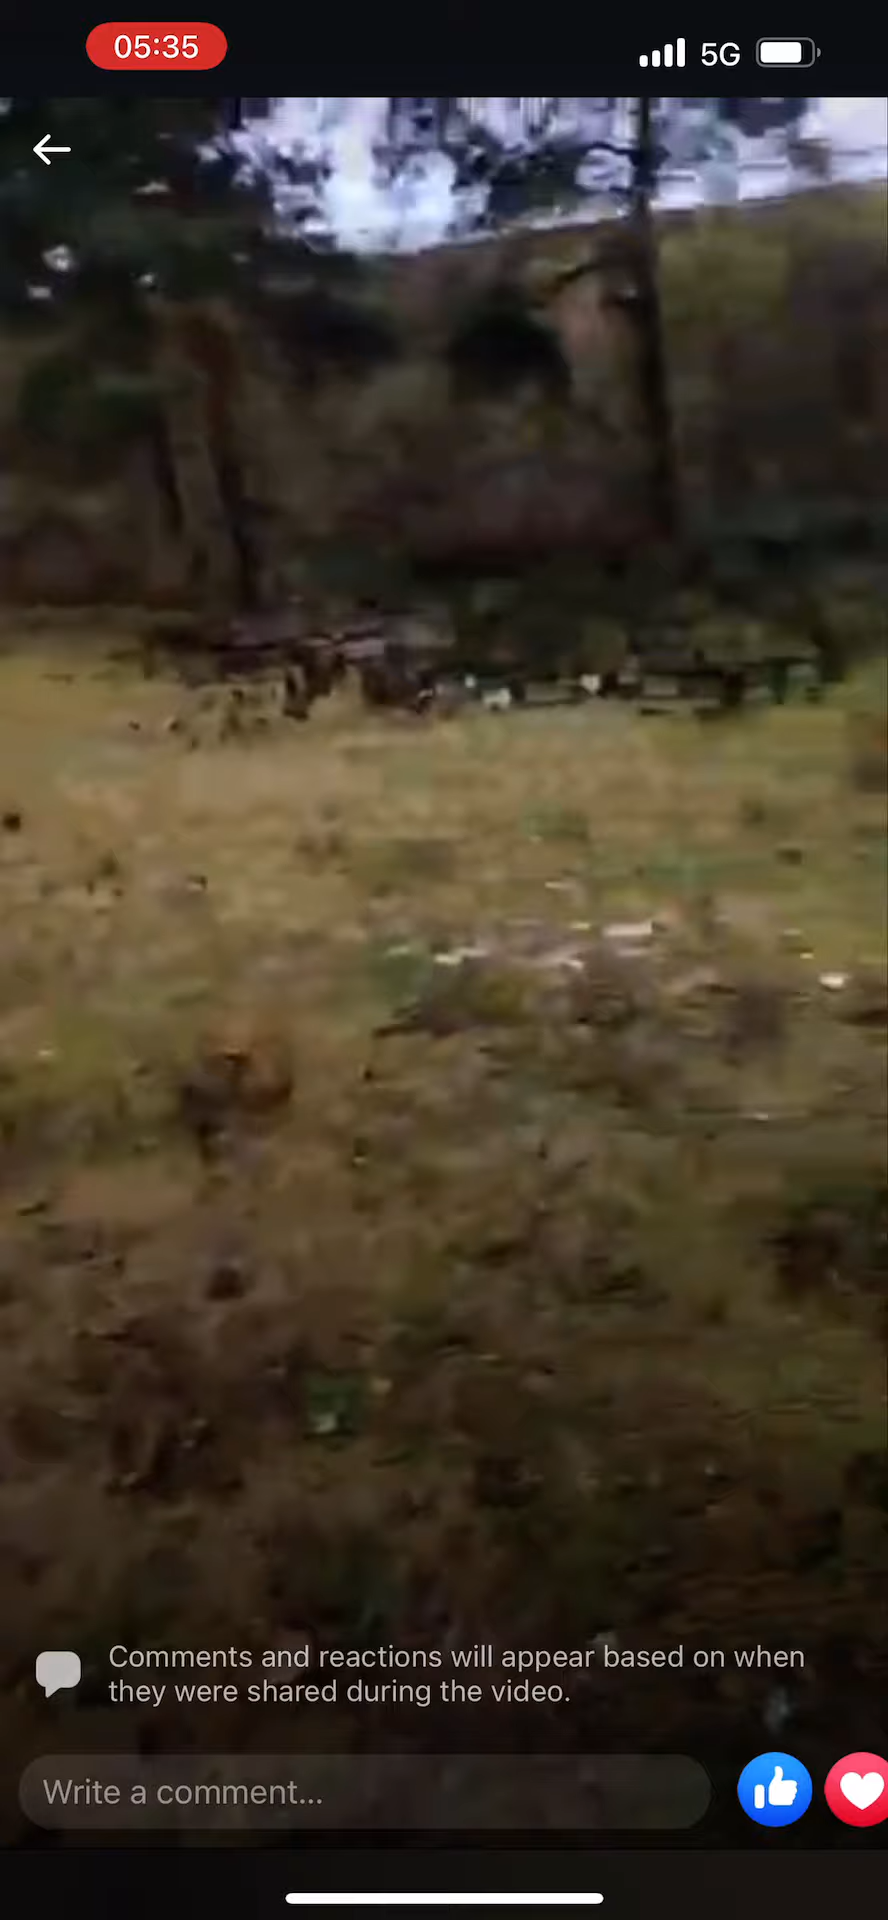 05:35
5G
Comments and reactions will appear based on when
they were shared during the video.
Write a comment...